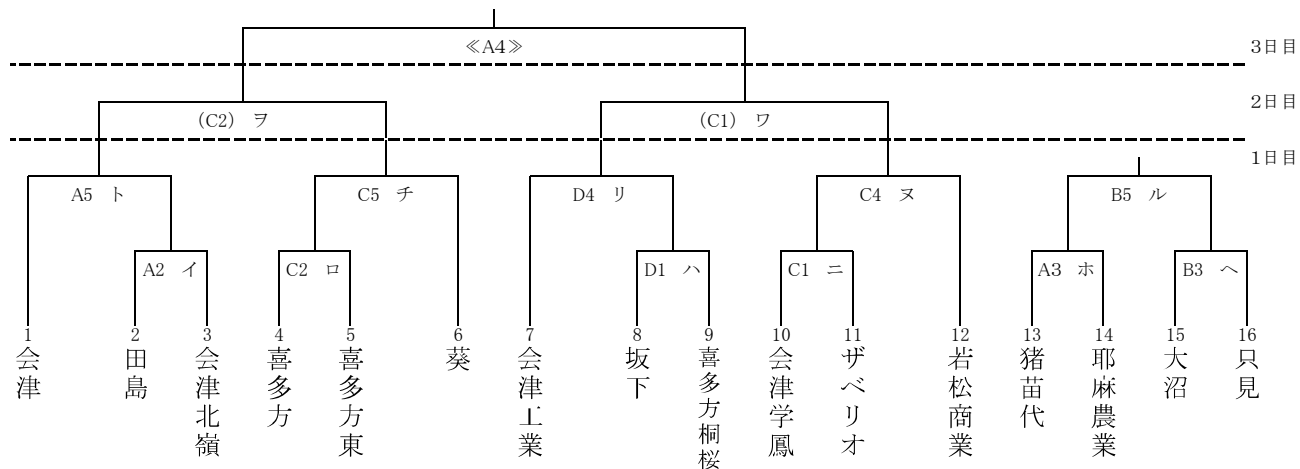 ≪A4≫
3日目
(C2) ヲ
(C1) ワ
2日目
1日目
A5 ト
C5 チ
D4 リ
C4 ヌ
B5 ル
A2 イ
C2 ロ
D1 ハ
C1 ニ
A3 ホ
B3 ヘ
1
会津
2
田島
3
会津北嶺
4
喜多方
5
喜多方東
6
葵
7
会津工業
8
坂下
9
喜多方桐桜
10
会津学鳳
11
ザベリオ
12
若松商業
13
猪苗代
14
耶麻農業
15
大沼
16
只見